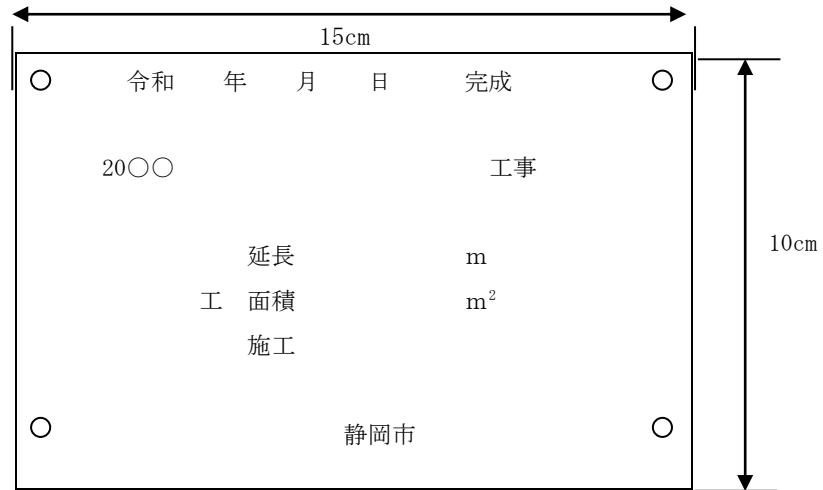 15cm
令和　　年　　月　　日　　　完成
20〇〇　　　　　　　　　　　　　工事
延長　　　　　　　m
10cm
工　面積　　　　　　　m²
施工
静岡市